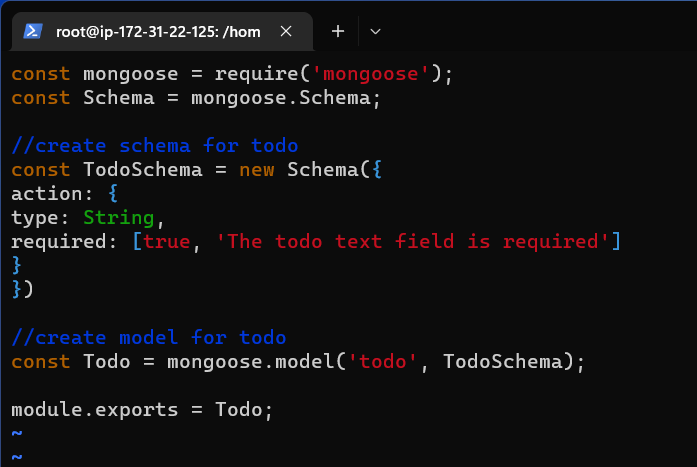 root@ip-172-31-22-125: /hom
const mongoose = require('mongoose');
const Schema = mongoose.Schema;
//create schema for todo
const TodoSchema = new Schema({
action: {
type: String,
required: [true, 'The todo text field is required']
}
})
//create model for todo
const Todo = mongoose.model('todo', TodoSchema);
module.exports = Todo;
~
~